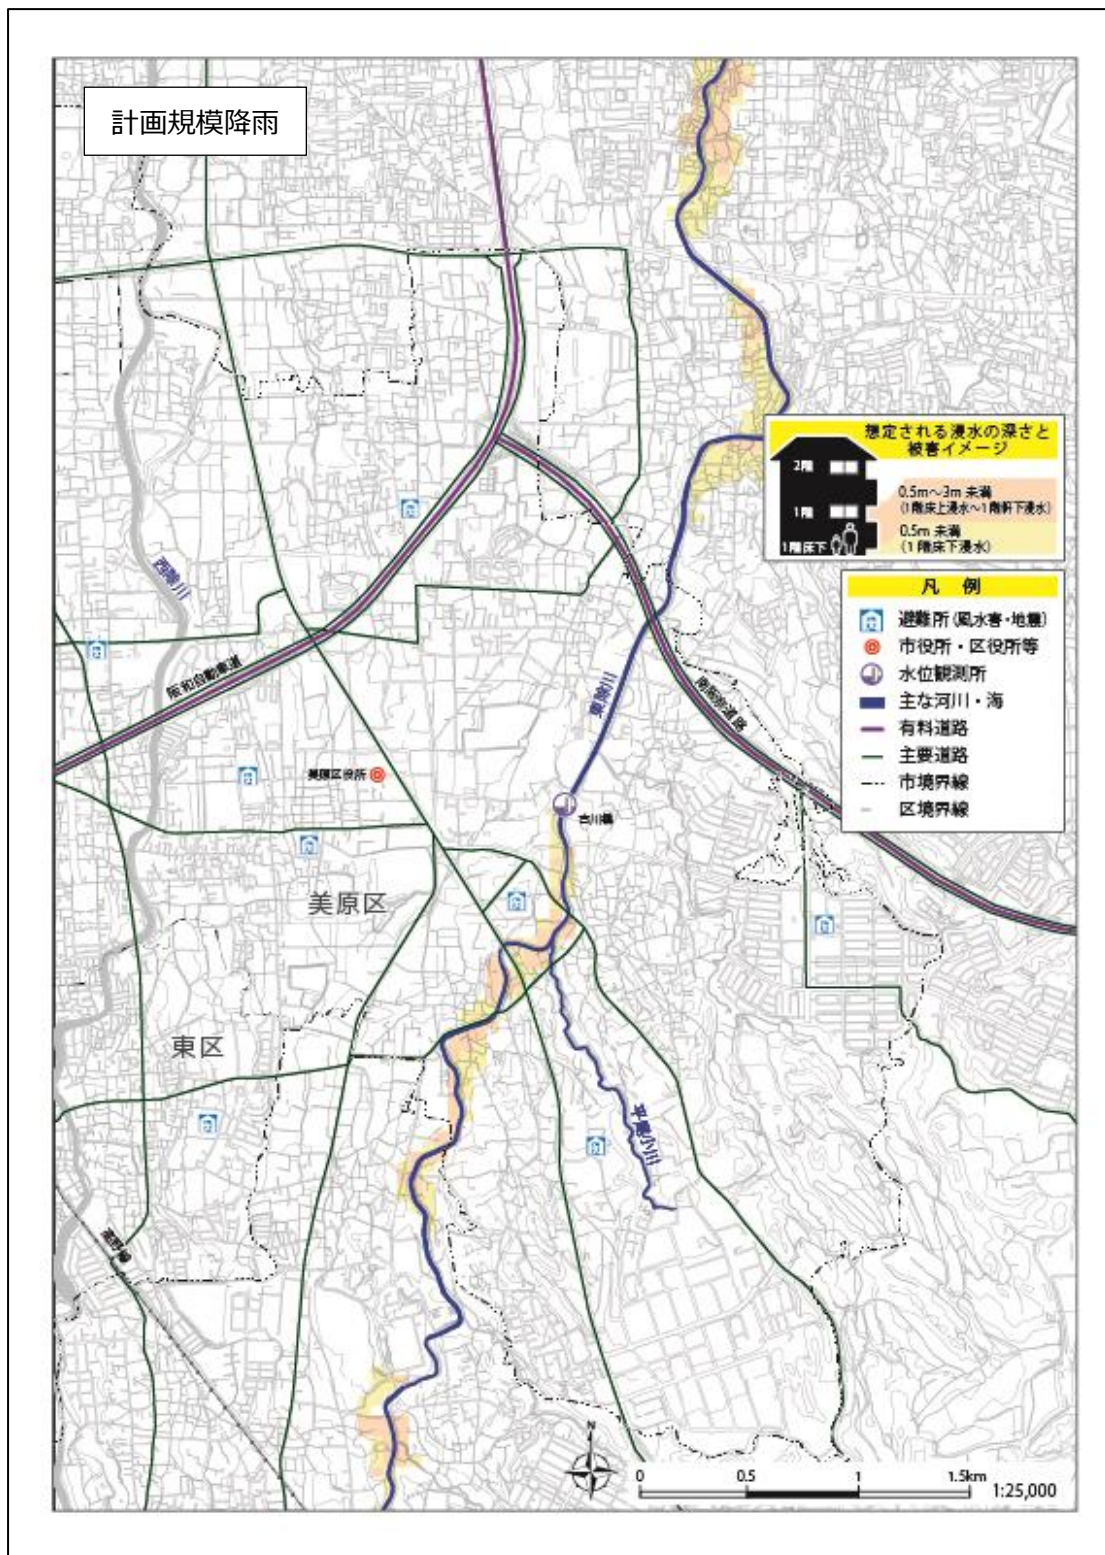 計画規模降雨
想定される浸水の深さと
被害イメージ
2階
0.5m～3m 未満
(1階床上浸水～1階軒下浸水)
1階
0.5m 未満
(1階床下浸水)
1階床下
凡 例
避難所(風水害・地震)
市役所・区役所等
水位観測所
主な河川・海
有料道路
主要道路
市境界線
区境界線
西除川
阪和自動車道
東除川
南阪奈道路
美原区役所
古川橋
美原区
東区
平尾小川
N
0 0.5 1 1.5km
1:25,000